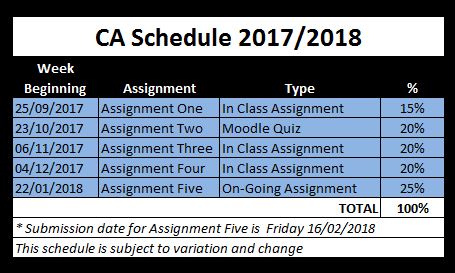 CA Schedule 2017/2018
Week
Beginning Assignment Type %
25/09/2017 Assignment One In Class Assignment 15%
23/10/2017 Assignment Two Moodle Quiz 20%
06/11/2017 Assignment Three In Class Assignment 20%
04/12/2017 Assignment Four In Class Assignment 20%
22/01/2018 Assignment Five On-Going Assignment 25%
TOTAL 100%
* Submission date for Assignment Five is Friday 16/02/2018
This schedule is subject to variation and change